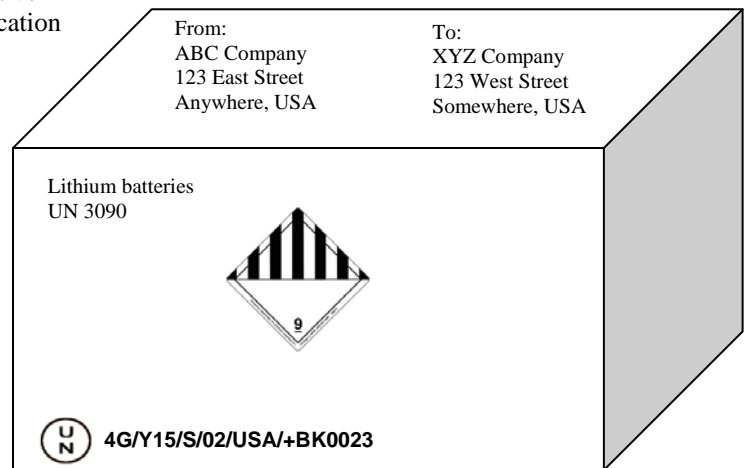 cation
From:
ABC Company
123 East Street
Anywhere, USA
To:
XYZ Company
123 West Street
Somewhere, USA
Lithium batteries
UN 3090
9
U
N
4G/Y15/S/02/USA/+BK0023